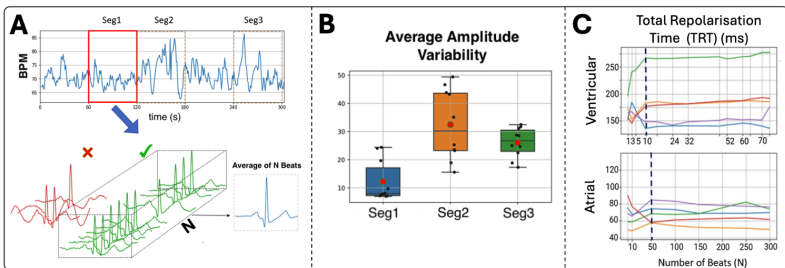 A
Seg1
Seg2
Seg3
BPM
85
80
75
70
65
0
60
120
180
240
300
time (s)
Average of N Beats
N
B
Average Amplitude
Variability
50
40
30
20
10
Seg1
Seg2
Seg3
C
Total Repolarisation
Time (TRT) (ms)
Ventricular
250
200
150
1 3 5 10 24 32 52 60 70
Atrial
100
80
60
40
10 50 100 150 200 250 300
Number of Beats (N)